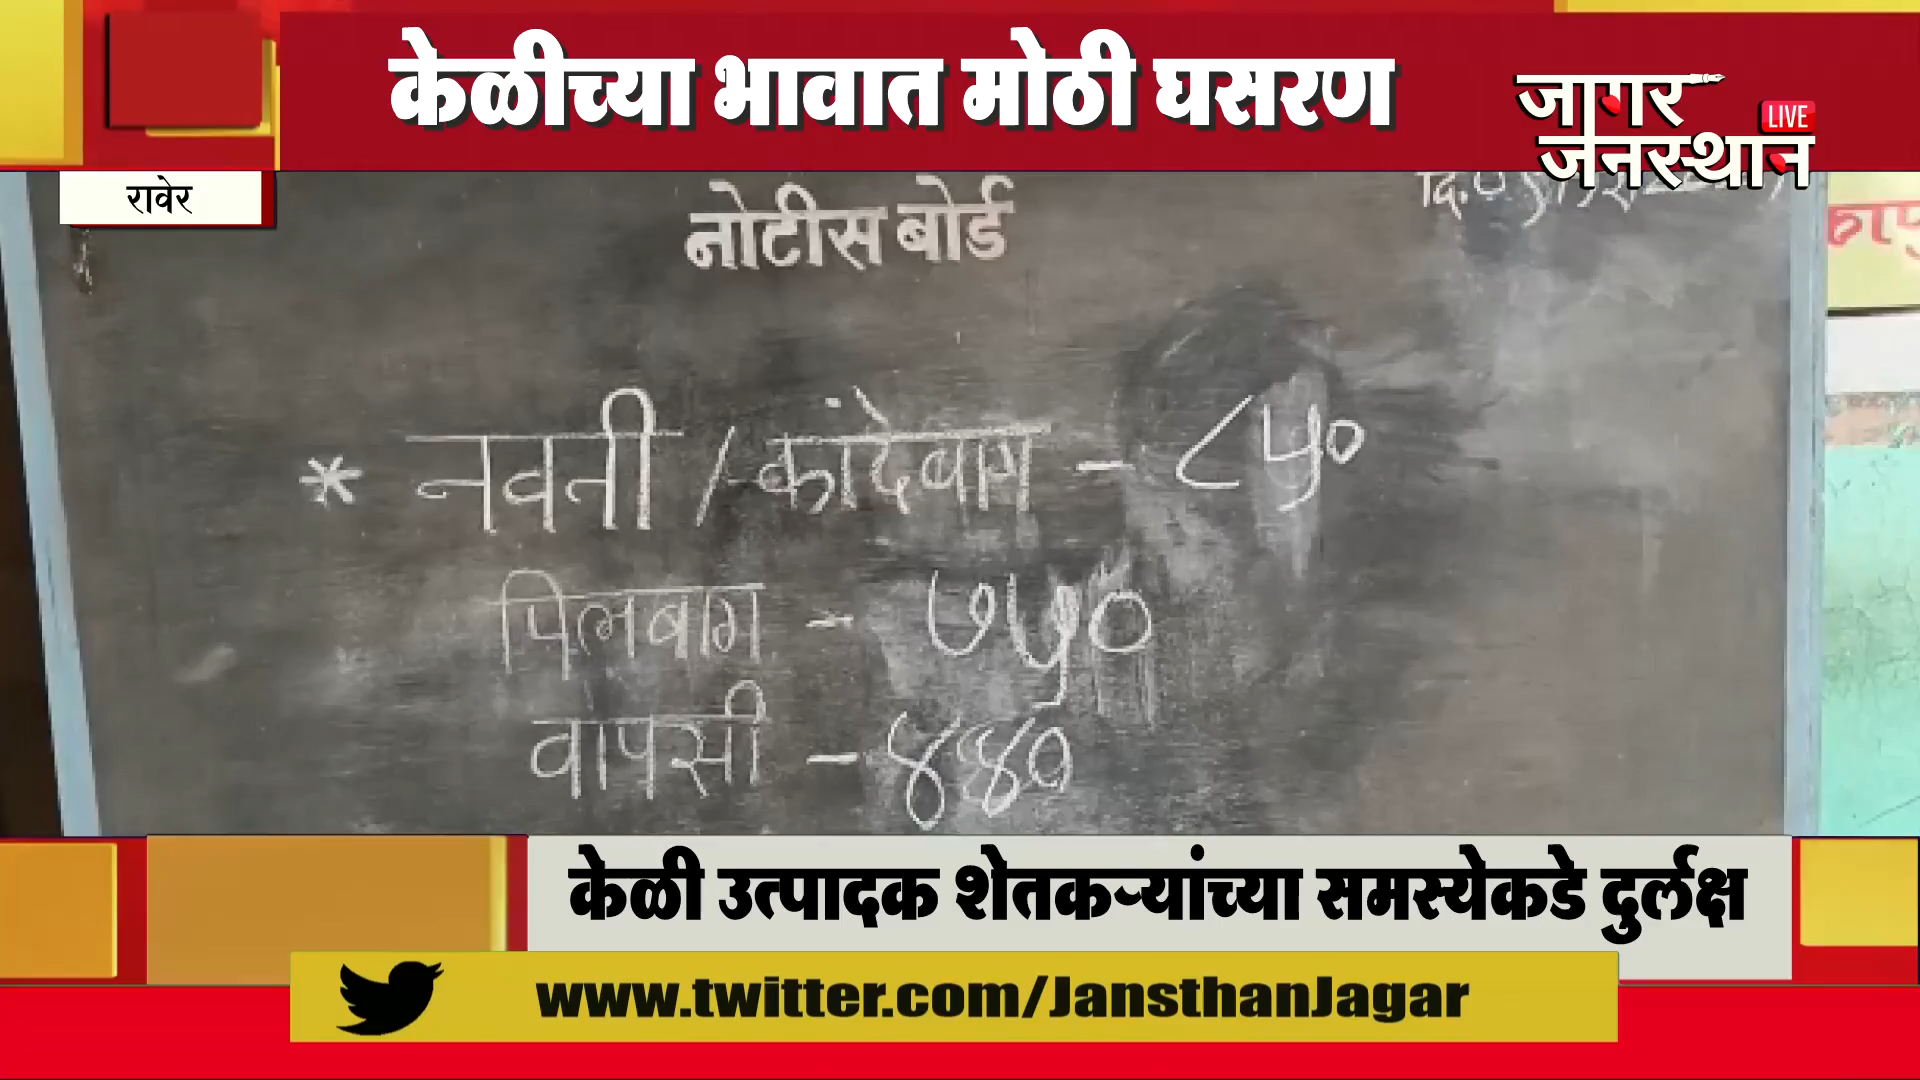 केळीच्या भावात मोठी घसरण
जागर
जनस्थान
LIVE
रावेर
नोटीस बोर्ड
* नवती / कांदेबाग - ८५०
पिलबाग - ७५०
वापसी - ४४०
केळी उत्पादक शेतकऱ्यांच्या समस्येकडे दुर्लक्ष
www.twitter.com/JansthanJagar